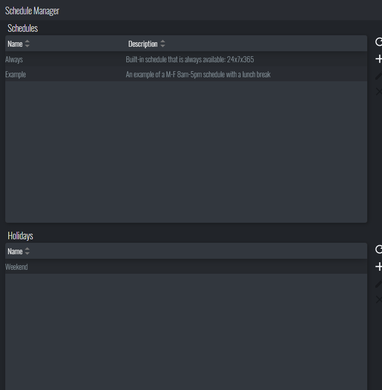 Schedule Manager
Schedules
Name Description
Always Built-in schedule that is always available: 24x7x365
Example An example of a M-F 8am-5pm schedule with a lunch break
Holidays
Name
Weekend